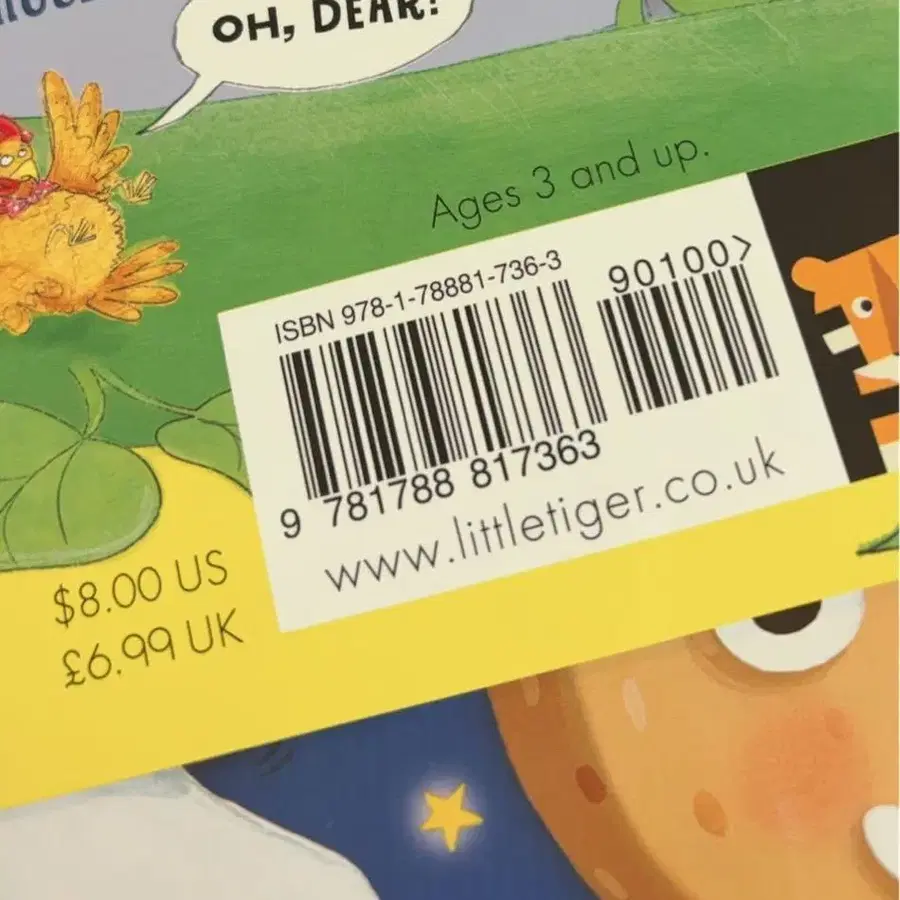 OH, DEAR!
Ages 3 and up.
ISBN 978-1-78881-736-3
90100>
9 781788 817363
www.littletiger.co.uk
$8.00 US
£6.99 UK